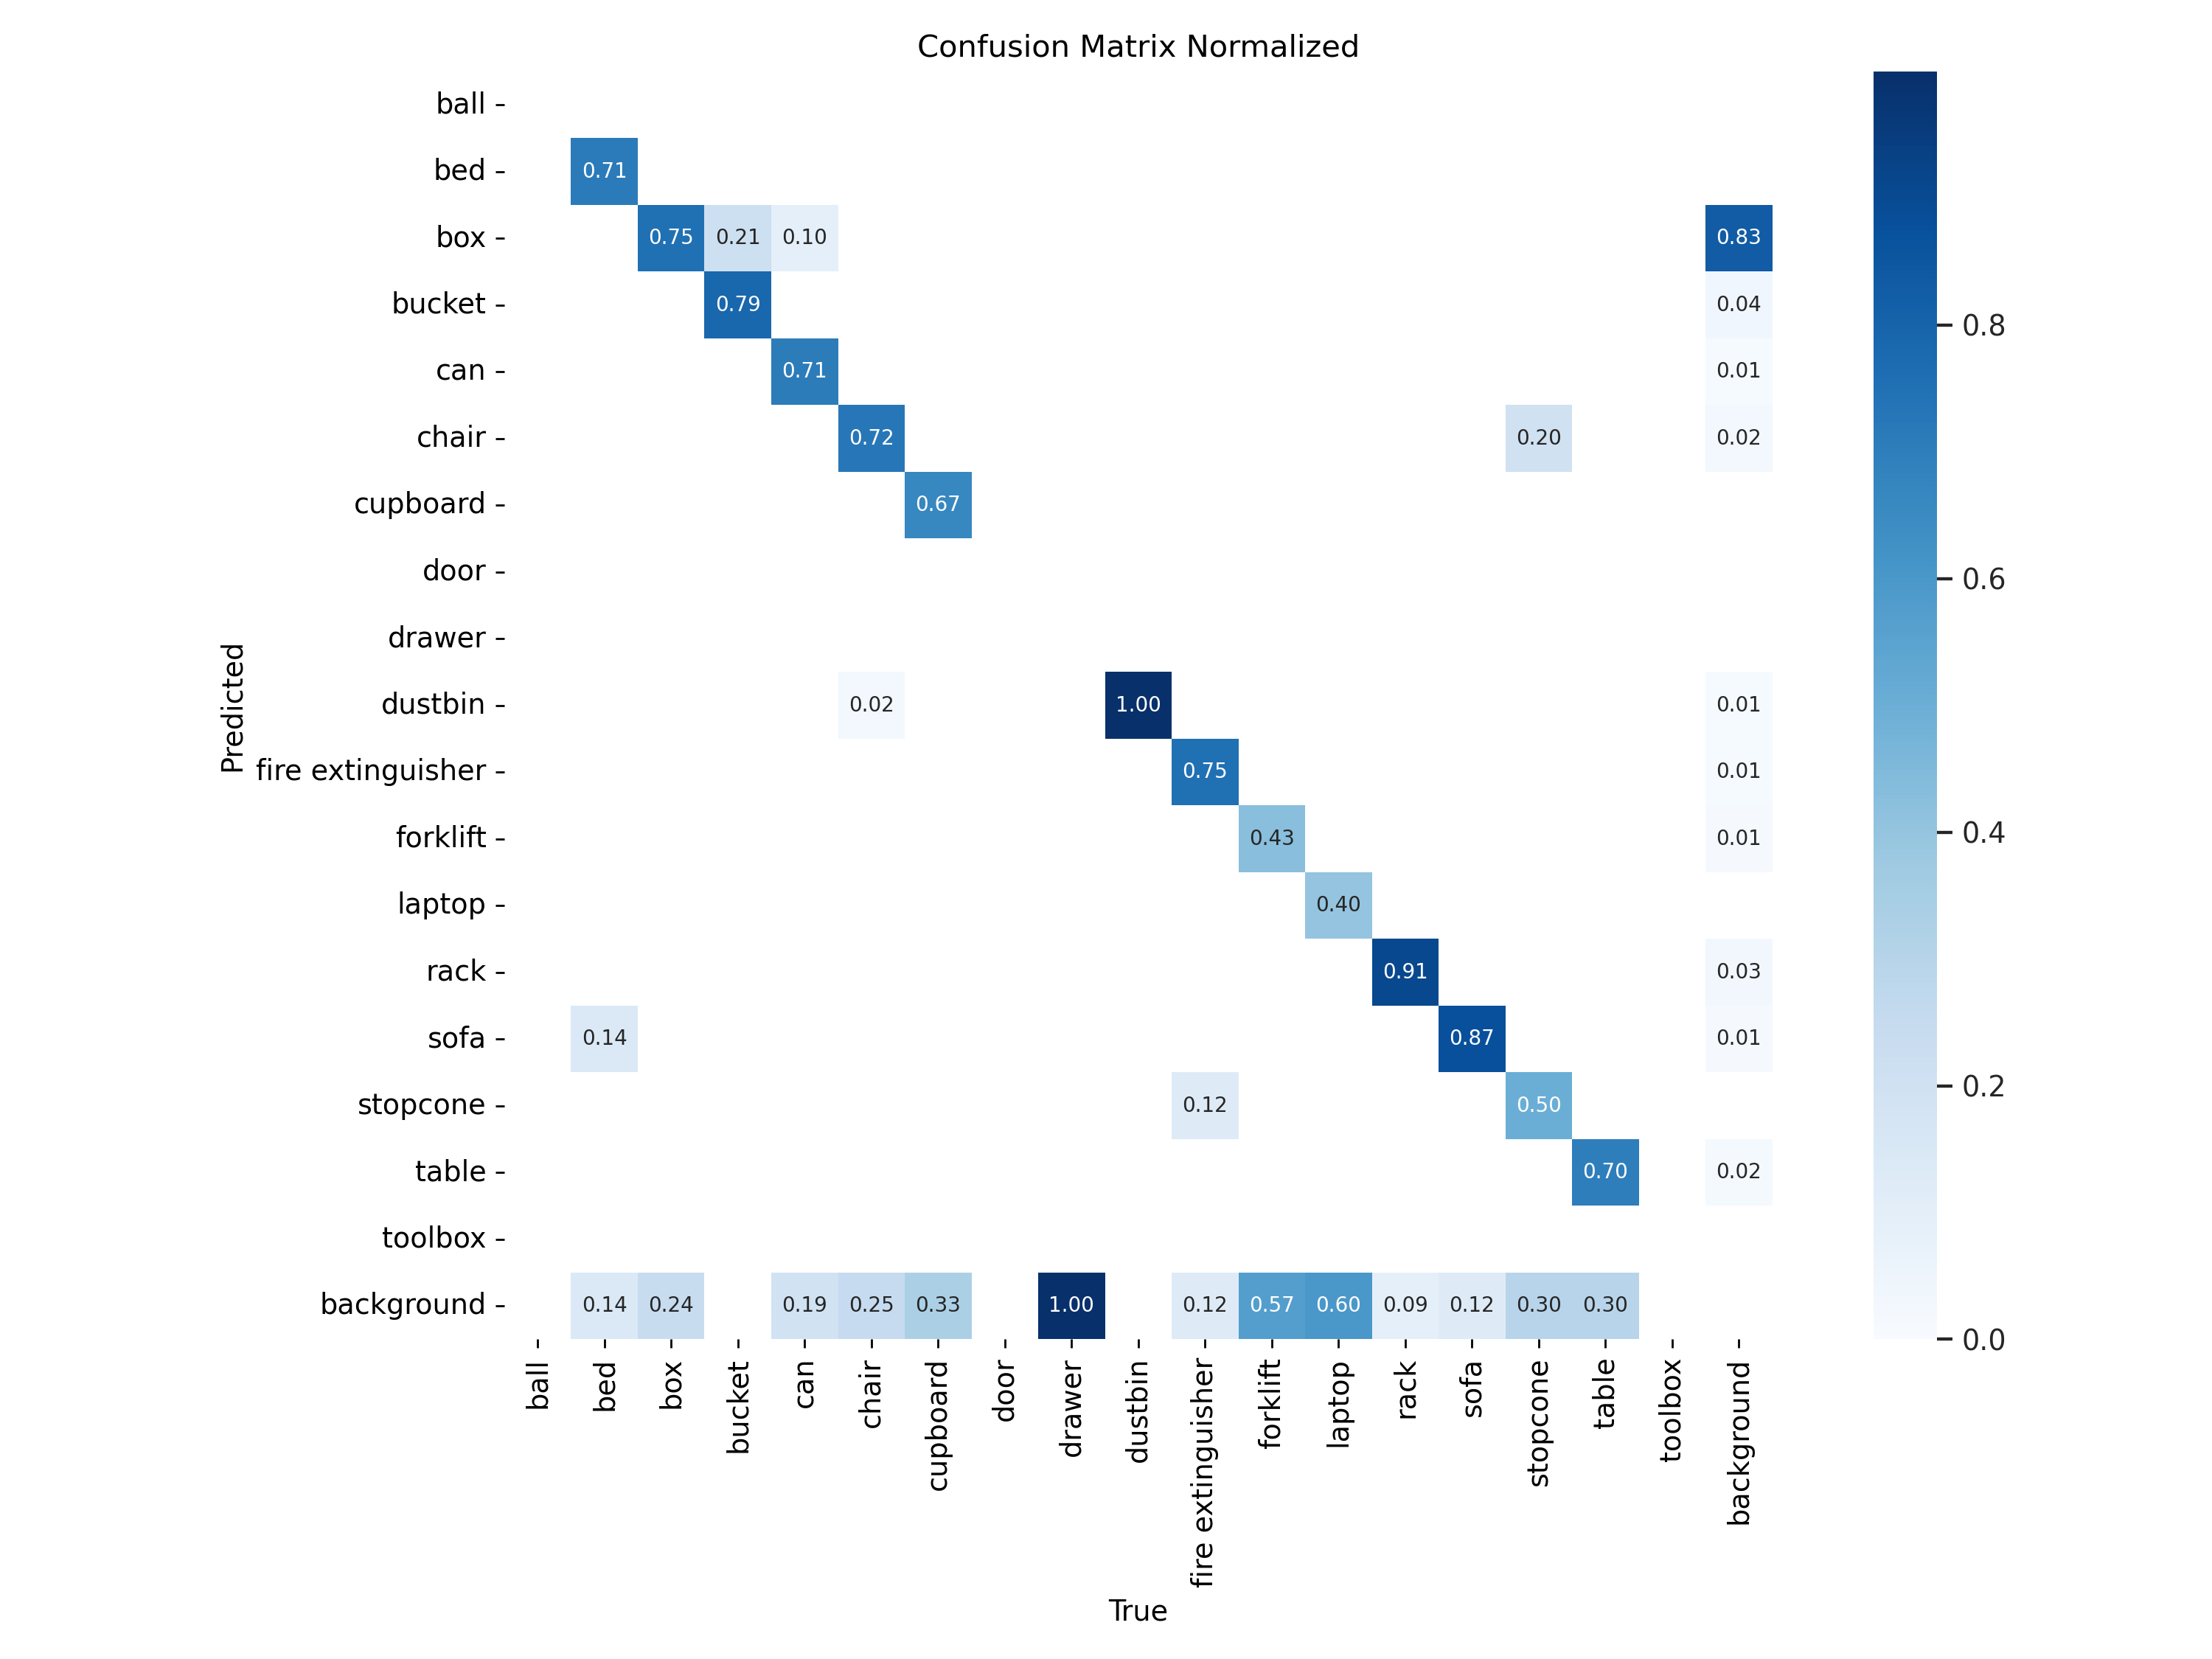 Confusion Matrix Normalized
ball
bed 0.71
box 0.75 0.21 0.10 0.83
bucket 0.79 0.04
0.8
can 0.71 0.01
chair 0.72 0.20 0.02
cupboard 0.67
door
0.6
drawer
dustbin 0.02 1.00 0.01
Predicted
fire extinguisher 0.75 0.01
forklift 0.43 0.01
0.4
laptop 0.40
rack 0.91 0.03
sofa 0.14 0.87 0.01
stopcone 0.12 0.50
0.2
table 0.70 0.02
toolbox
background 0.14 0.24 0.19 0.25 0.33 1.00 0.12 0.57 0.60 0.09 0.12 0.30 0.30
0.0
ball
bed
box
bucket
can
chair
cupboard
door
drawer
dustbin
fire extinguisher
forklift
laptop
rack
sofa
stopcone
table
toolbox
background
True